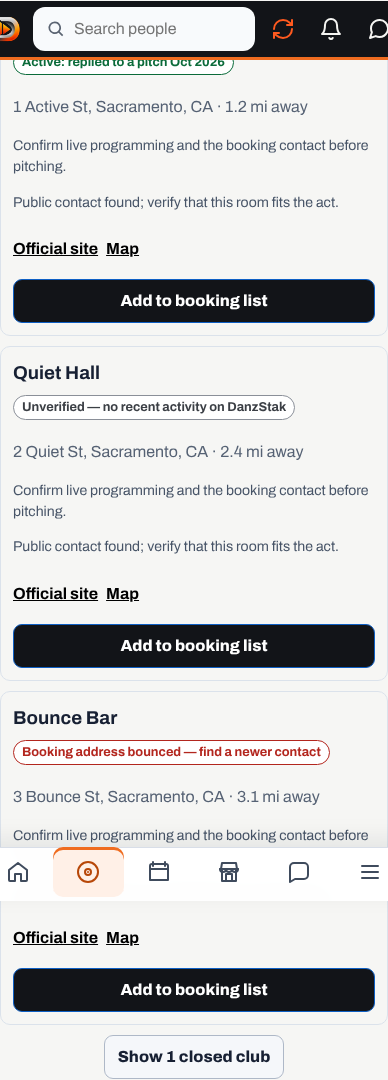 Search people
Active: replied to a pitch Oct 2026
1 Active St, Sacramento, CA · 1.2 mi away
Confirm live programming and the booking contact before
pitching.
Public contact found; verify that this room fits the act.
Official site Map
Add to booking list
Quiet Hall
Unverified — no recent activity on DanzStak
2 Quiet St, Sacramento, CA · 2.4 mi away
Confirm live programming and the booking contact before
pitching.
Public contact found; verify that this room fits the act.
Official site Map
Add to booking list
Bounce Bar
Booking address bounced — find a newer contact
3 Bounce St, Sacramento, CA · 3.1 mi away
Confirm live programming and the booking contact before
Official site Map
Add to booking list
Show 1 closed club